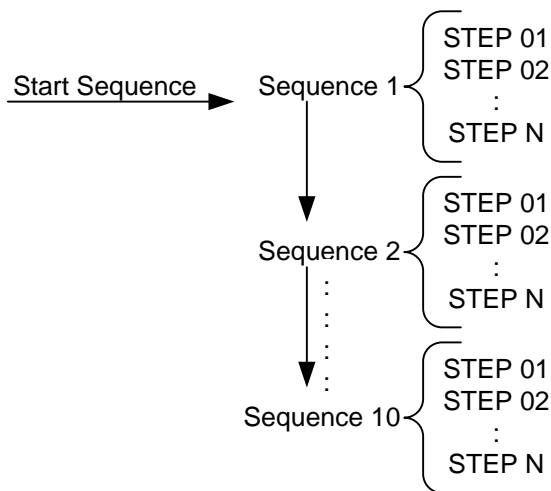 Start Sequence
Sequence 1
STEP 01
STEP 02
:
STEP N
Sequence 2
STEP 01
STEP 02
:
STEP N
:
:
:
:
Sequence 10
STEP 01
STEP 02
:
STEP N